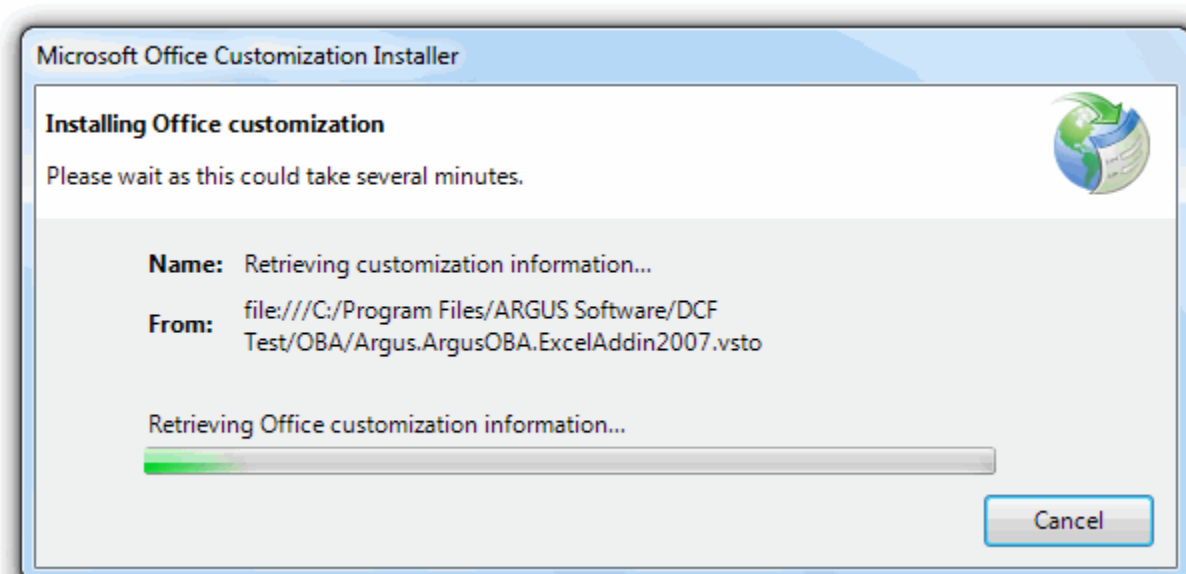 Microsoft Office Customization Installer
Installing Office customization
Please wait as this could take several minutes.
Name: Retrieving customization information...
From: file:///C:/Program Files/ARGUS Software/DCF
Test/OBA/Argus.ArgusOBA.ExcelAddin2007.vsto
Retrieving Office customization information...
Cancel